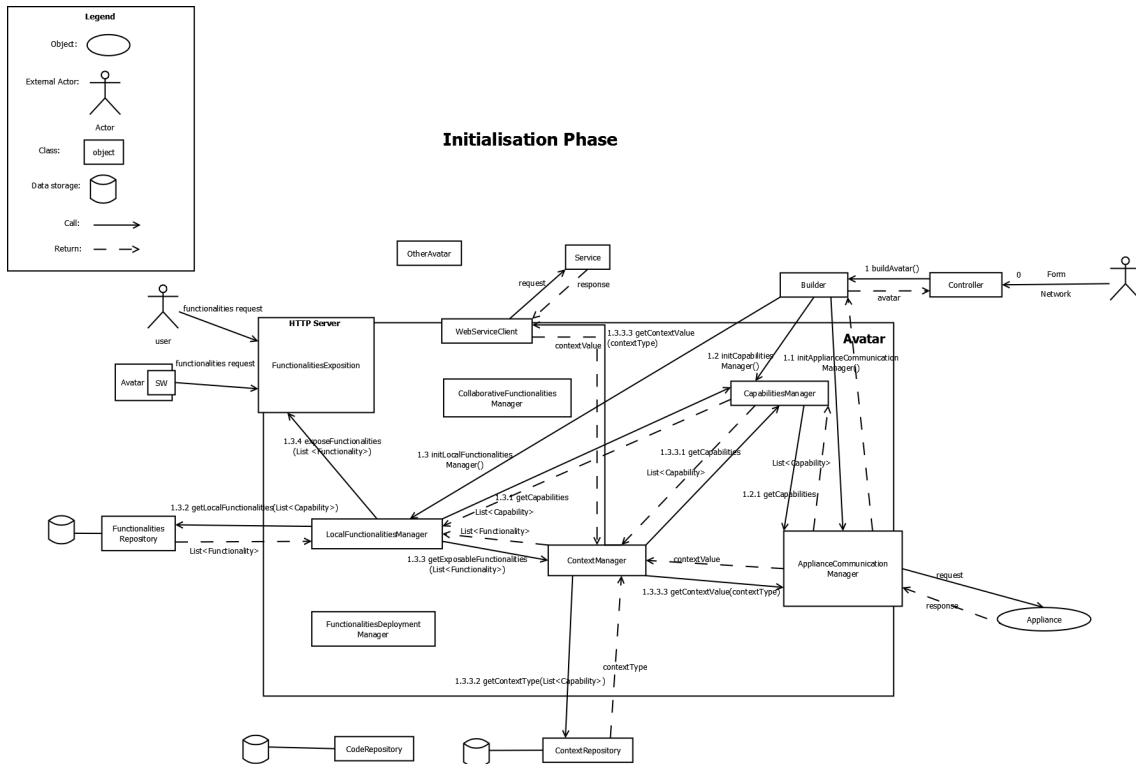 Legend
Object:
External Actor:
Actor
Class:
object
Data storage:
Call:
Return:
Initialisation Phase
OtherAvatar
Service
request
response
Builder
1 buildAvatar()
avatar
Controller
0
Form
Network
functionalities request
user
HTTP Server
FunctionalitiesExposition
functionalities request
Avatar
SW
WebServiceClient
contextValue
1.3.3.3 getContextValue
(contextType)
Avatar
1.2 initCapabilities
Manager()
1.1 initApplianceCommunication
Manager()
CapabilitiesManager
CollaborativeFunctionalities
Manager
1.3.4 exposeFunctionalities
(List <Functionality>)
1.3 initLocalFunctionalities
Manager()
1.3.3.1 getCapabilities
List<Capability>
List<Capability>
1.2.1 getCapabilities
1.3.1 getCapabilities
List<Capability>
1.3.2 getLocalFunctionalities(List<Capability>)
Functionalities
Repository
List<Functionality>
LocalFunctionalitiesManager
List<Functionality>
1.3.3 getExposableFunctionalities
(List<Functionality>)
ContextManager
contextValue
1.3.3.3 getContextValue(contextType)
ApplianceCommunication
Manager
request
response
Appliance
FunctionalitiesDeployment
Manager
contextType
1.3.3.2 getContextType(List<Capability>)
CodeRepository
ContextRepository